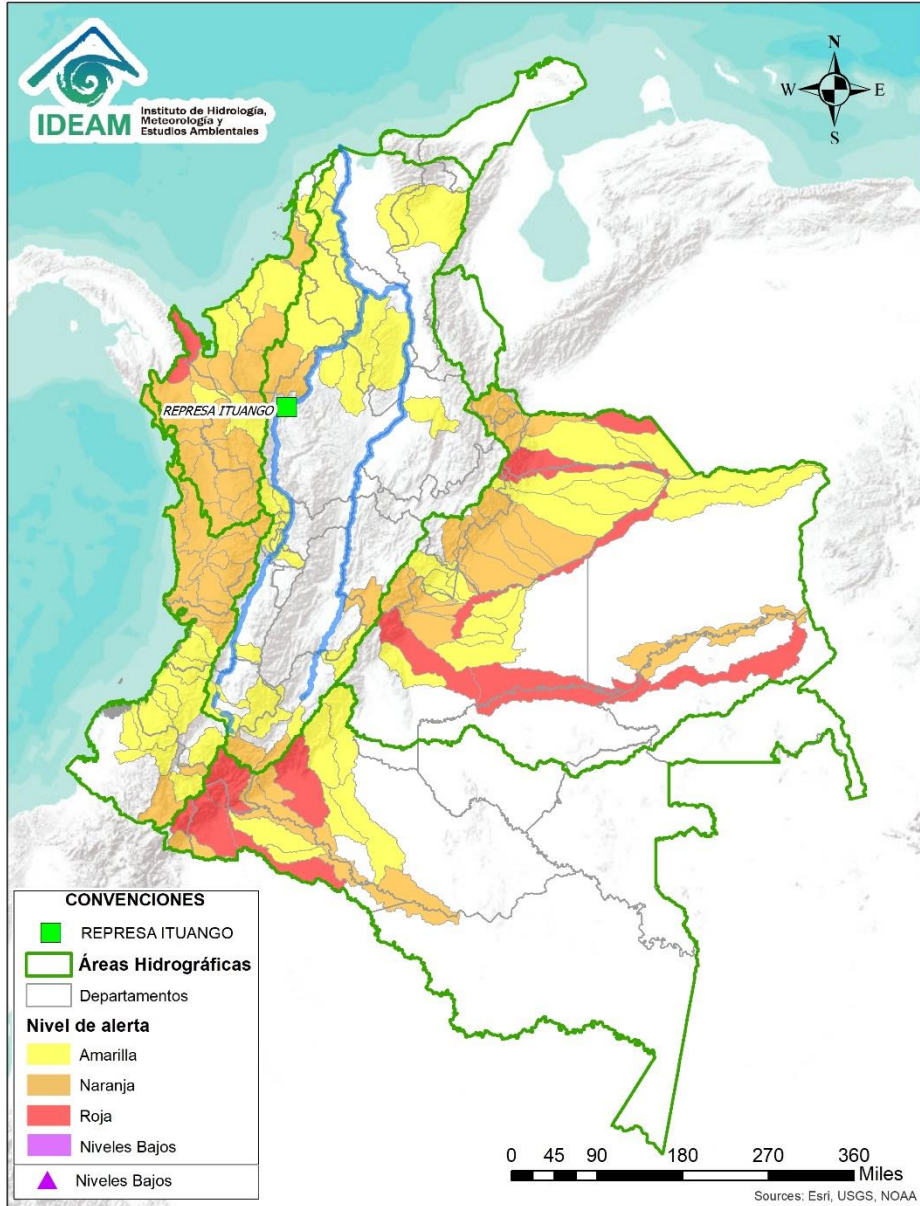 IDEAM
Instituto de Hidrología,
Meteorología y
Estudios Ambientales
N
W
E
S
REPRESA ITUANGO
CONVENCIONES
REPRESA ITUANGO
Áreas Hidrográficas
Departamentos
Nivel de alerta
Amarilla
Naranja
Roja
Niveles Bajos
Niveles Bajos
0 45 90 180 270 360
Miles
Sources: Esri, USGS, NOAA